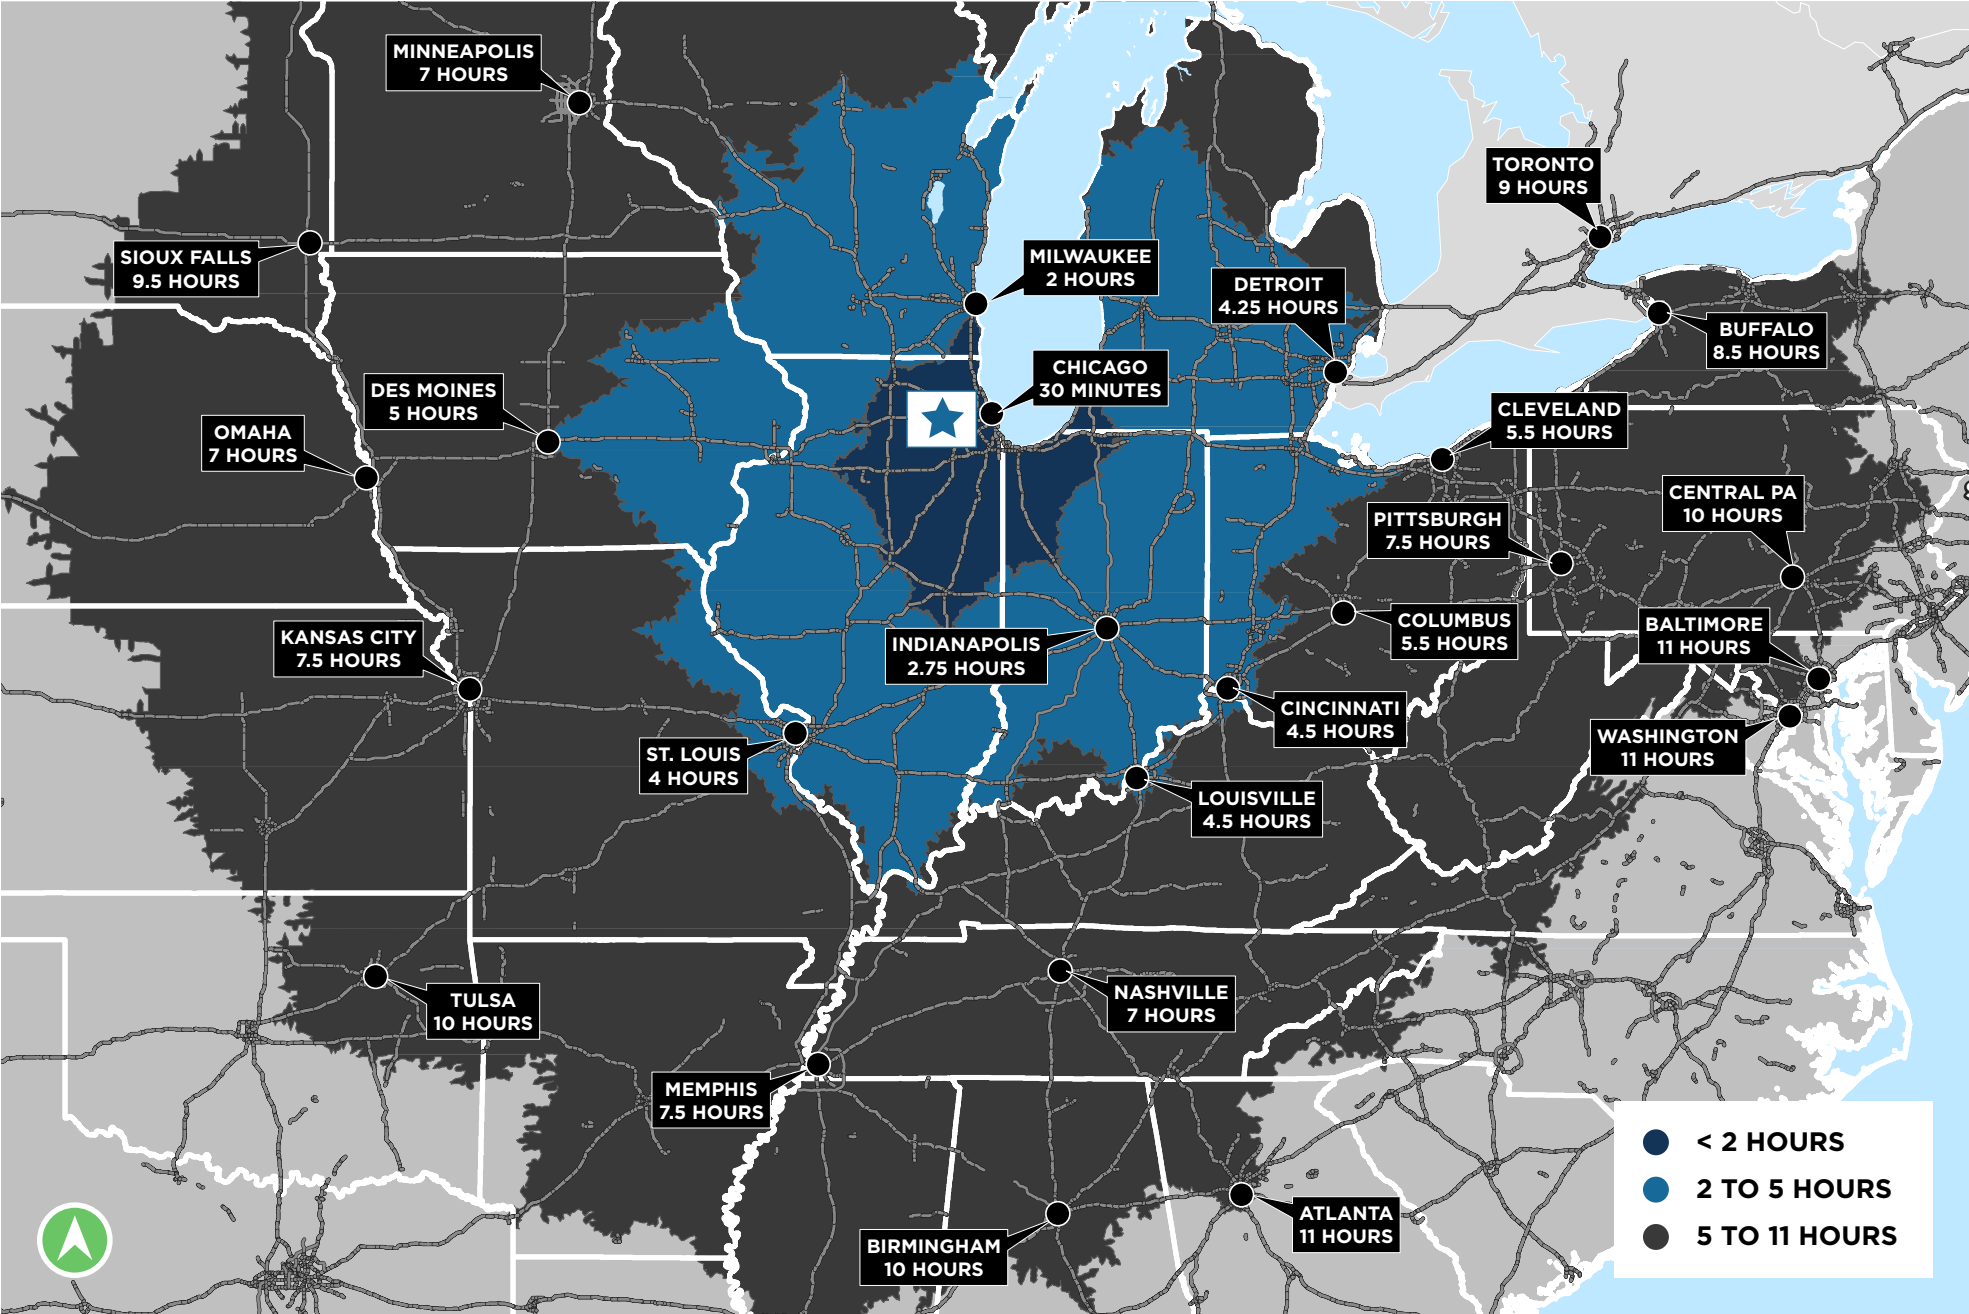 MINNEAPOLIS
7 HOURS
TORONTO
9 HOURS
SIOUX FALLS
9.5 HOURS
MILWAUKEE
2 HOURS
DETROIT
4.25 HOURS
BUFFALO
8.5 HOURS
CHICAGO
30 MINUTES
DES MOINES
5 HOURS
CLEVELAND
5.5 HOURS
OMAHA
7 HOURS
CENTRAL PA
10 HOURS
PITTSBURGH
7.5 HOURS
COLUMBUS
5.5 HOURS
BALTIMORE
11 HOURS
KANSAS CITY
7.5 HOURS
INDIANAPOLIS
2.75 HOURS
CINCINNATI
4.5 HOURS
WASHINGTON
11 HOURS
ST. LOUIS
4 HOURS
LOUISVILLE
4.5 HOURS
NASHVILLE
7 HOURS
TULSA
10 HOURS
MEMPHIS
7.5 HOURS
ATLANTA
11 HOURS
BIRMINGHAM
10 HOURS
< 2 HOURS
2 TO 5 HOURS
5 TO 11 HOURS